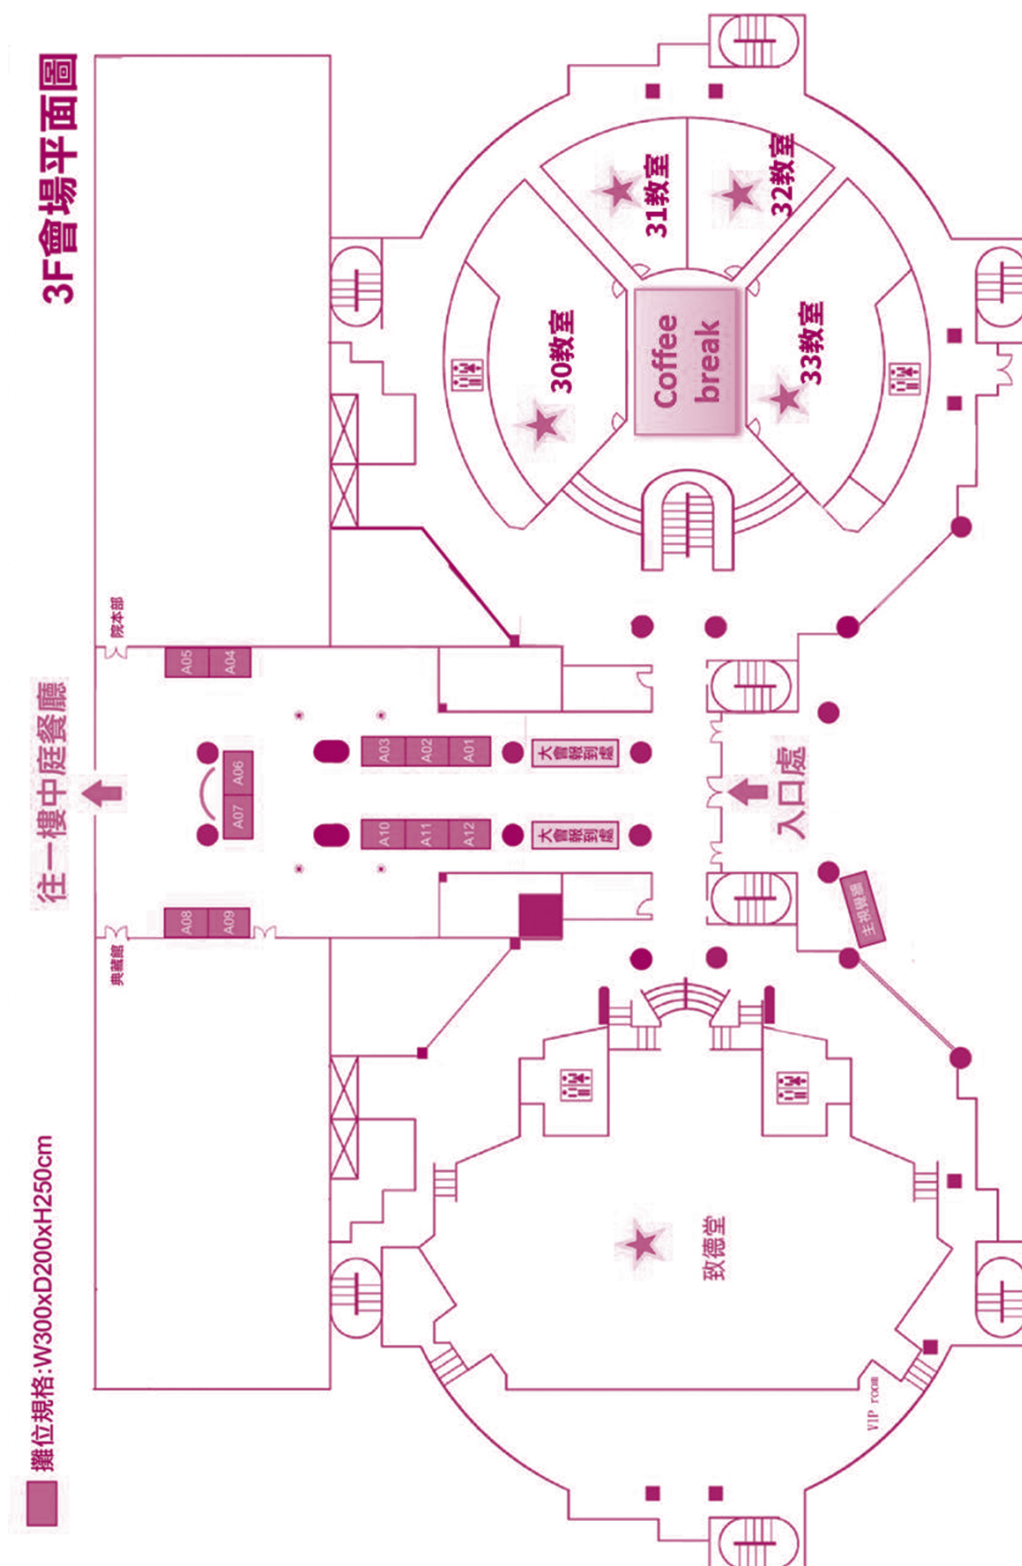 3F會場平面圖
攤位規格:W300xD200xH250cm
往一樓中庭餐廳
院本部
典藏館
A05
A04
A06
A07
A08
A09
A03
A02
A01
大會報到處
A10
A11
A12
大會報到處
入口處
主視覺牆
30教室
31教室
32教室
33教室
Coffee
break
致德堂
VIP room